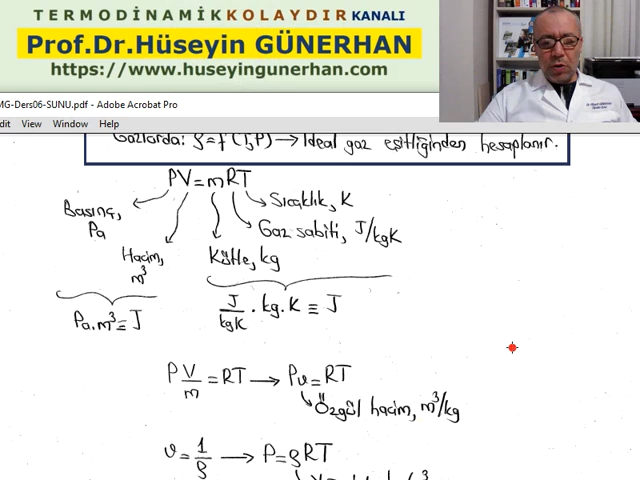 TERMODİNAMİK KOLAYDIR KANALI
Prof.Dr.Hüseyin GÜNERHAN
https://www.huseyingunerhan.com
MG-Ders06-SUNU.pdf - Adobe Acrobat Pro
dit View Window Help
Gazlarda: ρ=f(T,P) → İdeal gaz eşitliğinden hesaplanır.
PV=mRT
Sıcaklık, K
Basınç, Pa
Gaz sabiti, J/kgK
Hacim, m³
Kütle, kg
Pa.m³≡J
J/kgK . kg.K ≡ J
P V/m = RT → Pv=RT
Özgül hacim, m³/kg
v=1/ρ → P=ρRT